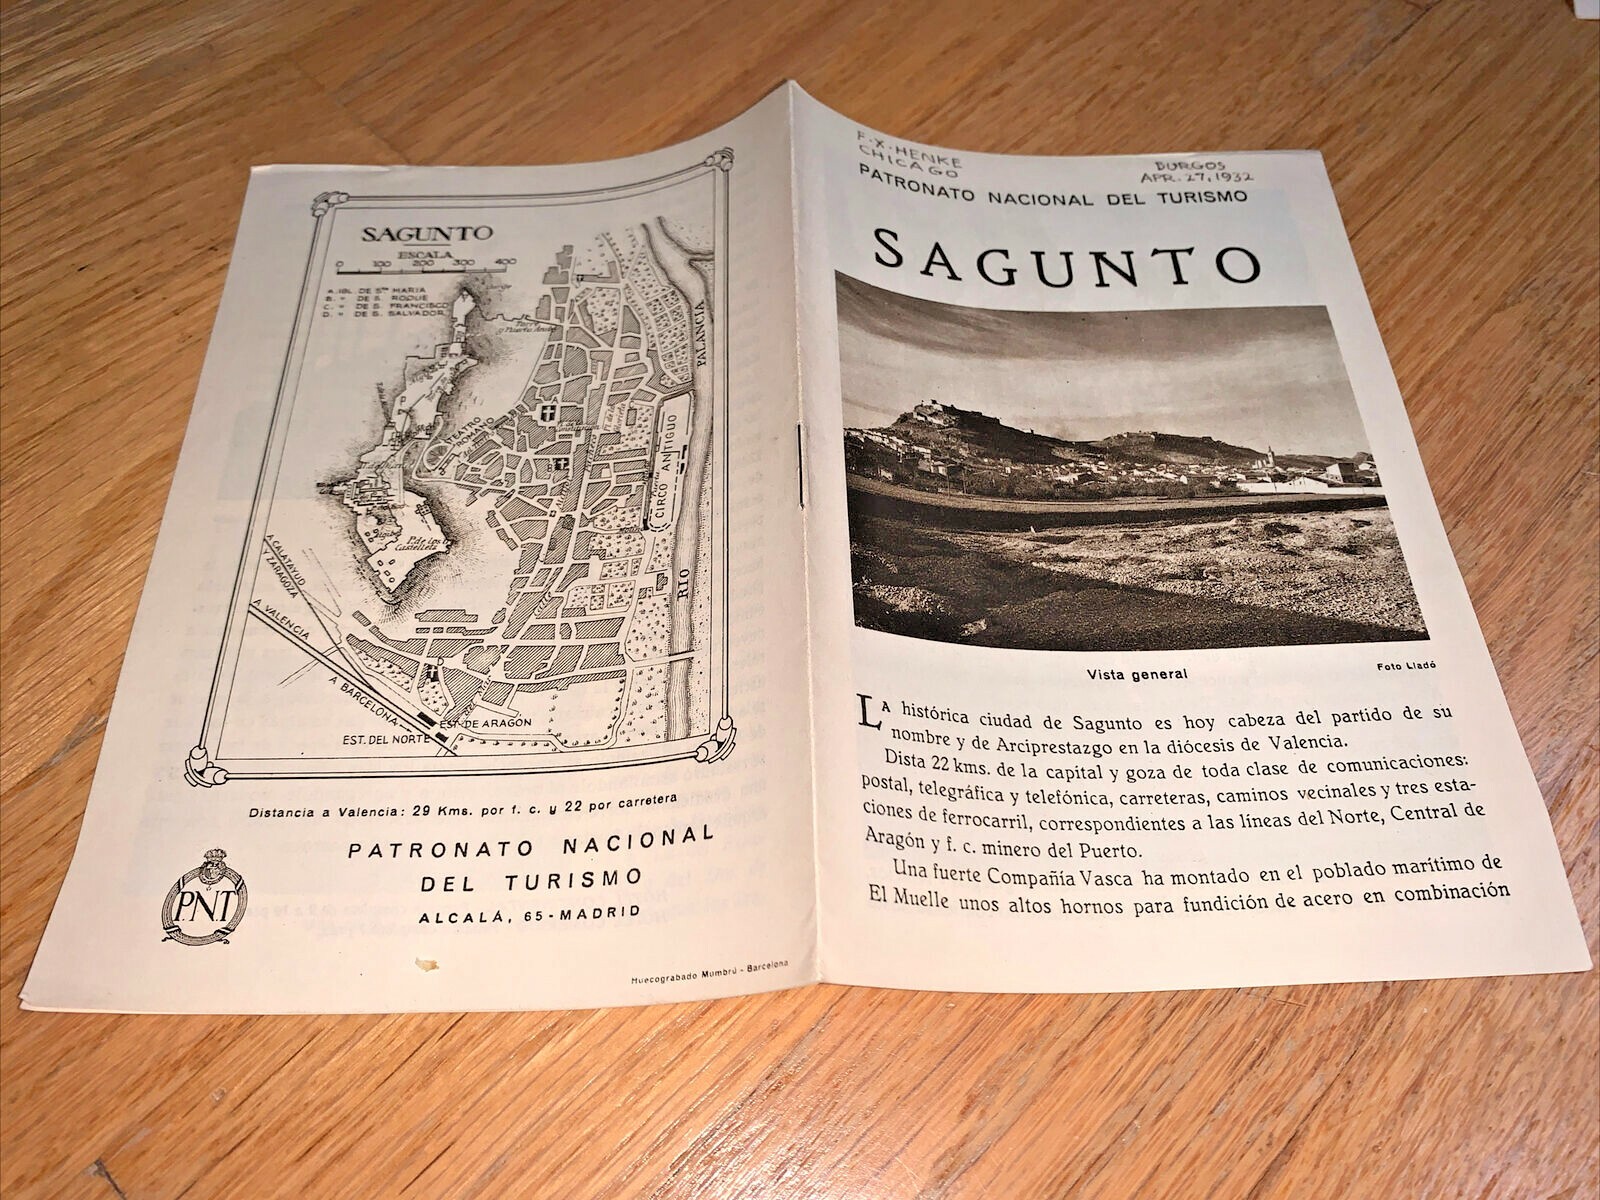 SAGUNTO
ESCALA
0 100 200 300 400
A. IGL. DE Sta MARIA
B. " DE S. ROQUE
C. " DE S. FRANCISCO
D. " DE S. SALVADOR
TEATRO
ROMANO
PALANCIA
CIRCO ANTIGUO
RIO
P. de los
A CALATAYUD
Y ZARAGOZA
A VALENCIA
A BARCELONA
EST. DE ARAGON
EST. DEL NORTE
Distancia a Valencia: 29 Kms. por f. c. y 22 por carretera
PATRONATO NACIONAL
DEL TURISMO
ALCALÁ, 65-MADRID
P.N.T
Huecograbado Mumbrú - Barcelona
F.X. HENKE
CHICAGO
BURGOS
APR. 27, 1932
PATRONATO NACIONAL DEL TURISMO
SAGUNTO
Vista general
Foto Lladó
LA histórica ciudad de Sagunto es hoy cabeza del partido de su
nombre y de Arciprestazgo en la diócesis de Valencia.
Dista 22 kms. de la capital y goza de toda clase de comunicaciones:
postal, telegráfica y telefónica, carreteras, caminos vecinales y tres esta-
ciones de ferrocarril, correspondientes a las líneas del Norte, Central de
Aragón y f. c. minero del Puerto.
Una fuerte Compañía Vasca ha montado en el poblado marítimo de
El Muelle unos altos hornos para fundición de acero en combinación